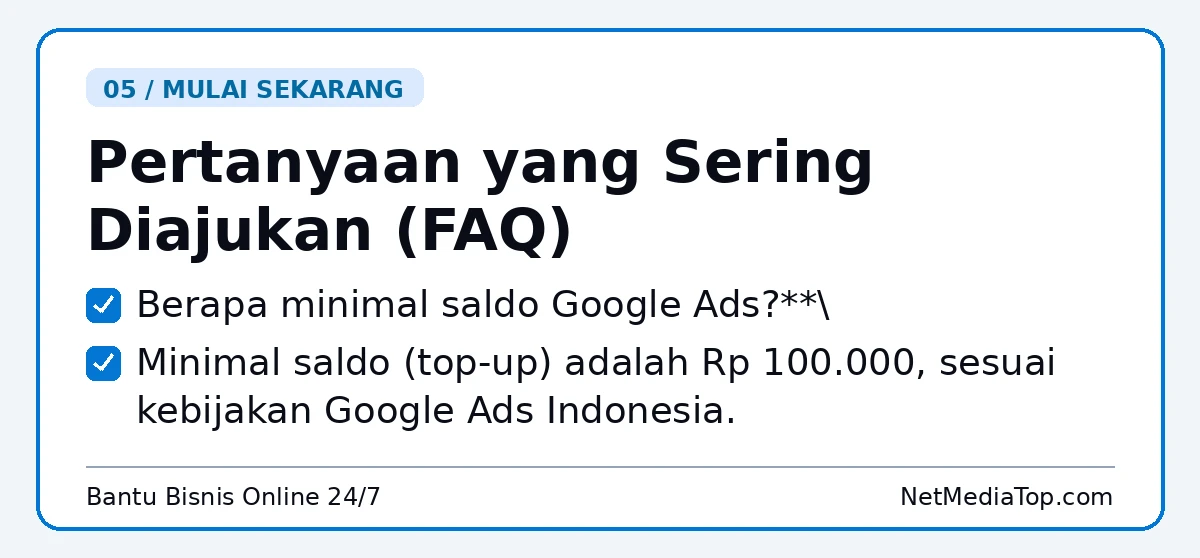 05 / MULAI SEKARANG
Pertanyaan yang Sering
Diajukan (FAQ)
Berapa minimal saldo Google Ads?**\
Minimal saldo (top-up) adalah Rp 100.000, sesuai
kebijakan Google Ads Indonesia.
Bantu Bisnis Online 24/7
NetMediaTop.com